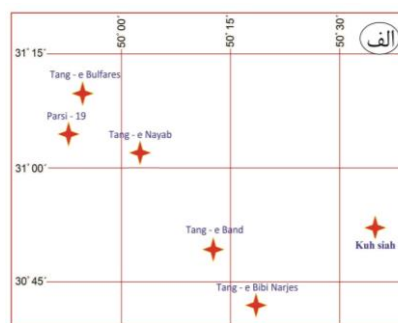 50°00′
50°15′
50°30′
الف
31°15′
Tang - e Bulfares
Parsi - 19
Tang - e Nayab
31°00′
Tang - e Band
Kuh siah
30°45′
Tang - e Bibi Narjes